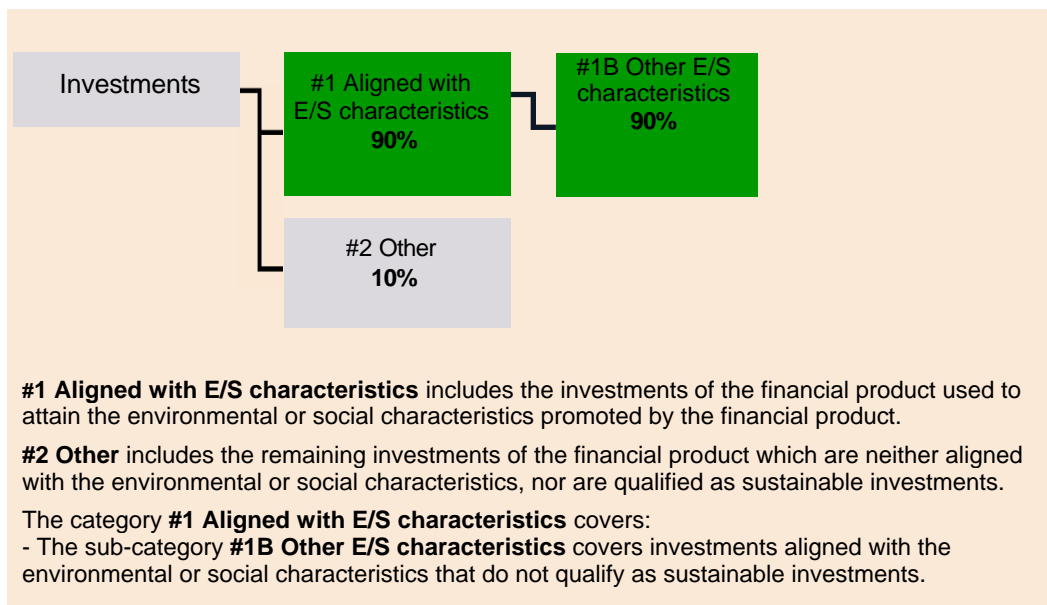 Investments
#1 Aligned with
E/S characteristics
90%
#1B Other E/S
characteristics
90%
#2 Other
10%
#1 Aligned with E/S characteristics includes the investments of the financial product used to
attain the environmental or social characteristics promoted by the financial product.
#2 Other includes the remaining investments of the financial product which are neither aligned
with the environmental or social characteristics, nor are qualified as sustainable investments.
The category #1 Aligned with E/S characteristics covers:
- The sub-category #1B Other E/S characteristics covers investments aligned with the
environmental or social characteristics that do not qualify as sustainable investments.